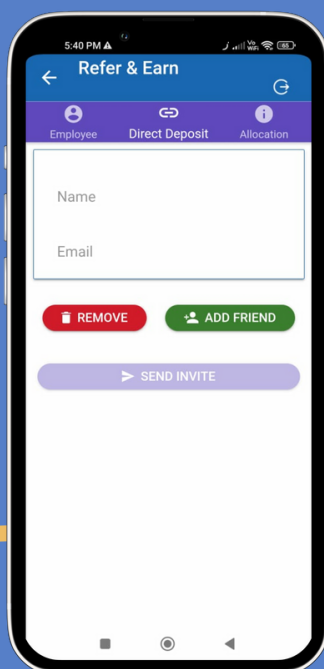 5:40 PM
Refer & Earn
Employee
Direct Deposit
Allocation
Name
Email
REMOVE
ADD FRIEND
SEND INVITE